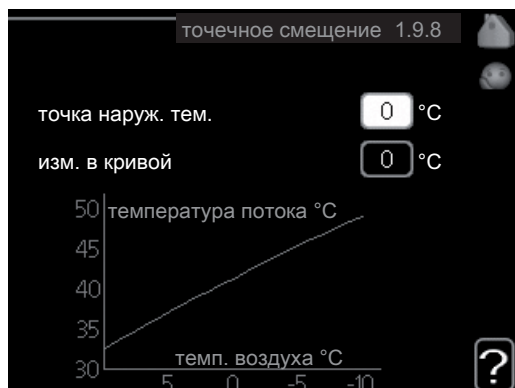 точечное смещение 1.9.8
точка наруж. тем. 0 °C
изм. в кривой 0 °C
50 температура потока °C
45
40
35
30 темп. воздуха °C
5 0 -5 -10
?